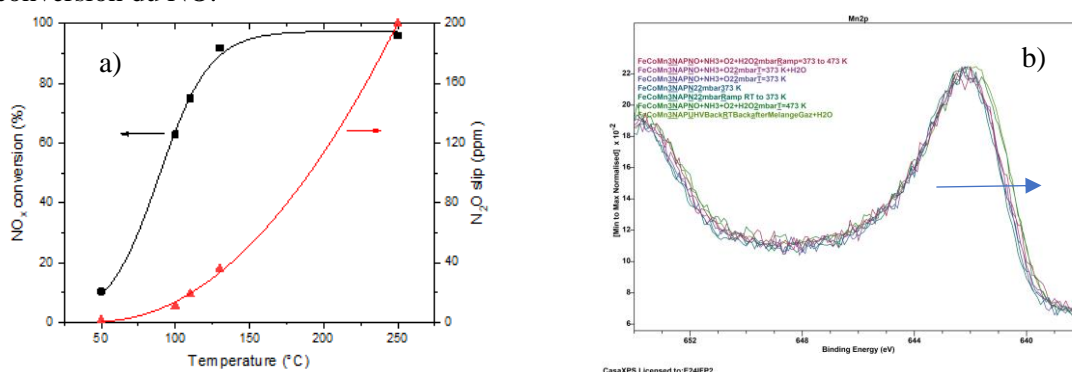 conversion du NO.
a)
100
80
60
40
20
0
NOx conversion (%)
200
160
120
80
40
0
N2O slip (ppm)
50 100 150 200 250
Temperature (°C)
Mn2p
b)
FeCoMn3NAPNO+NH3+O2+H2O2mbarRamp=373 to 473 K
FeCoMn3NAPNO+NH3+O22mbarT=373 K+H2O
FeCoMn3NAPNO+NH3+O22mbarT=373 K
FeCoMn3NAPN22mbar373 K
FeCoMn3NAPN22mbarRamp RT to 373 K
FeCoMn3NAPNO+NH3+O2+H2O2mbarT=473 K
FeCoMn3NAPUHVBackRTBackafterMelangeGaz+H2O
22
20
18
16
14
12
10
8
6
[Min to Max Normalised] x 10-2
652 648 644 640
Binding Energy (eV)